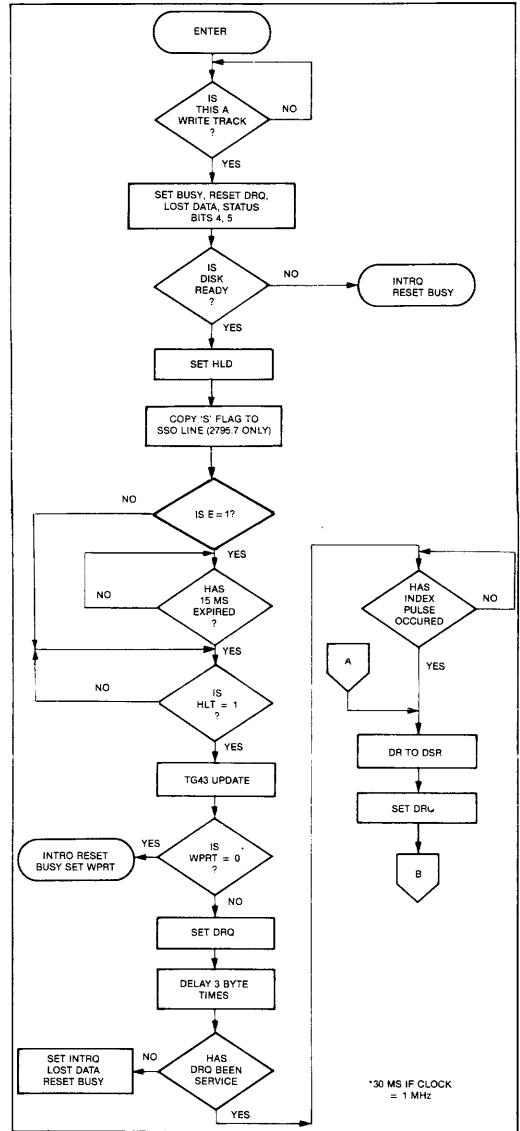 ENTER
IS
THIS A
WRITE TRACK
?
NO
YES
SET BUSY, RESET DRQ,
LOST DATA, STATUS
BITS 4, 5
IS
DISK
READY
?
NO
INTRQ
RESET BUSY
YES
SET HLD
COPY 'S' FLAG TO
SSO LINE (2795.7 ONLY)
NO
IS E = 1?
YES
NO
HAS
15 MS
EXPIRED
?
YES
NO
IS
HLT = 1
?
YES
TG43 UPDATE
INTRO RESET
BUSY SET WPRT
YES
IS
WPRT = 0
?
NO
SET DRQ
DELAY 3 BYTE
TIMES
SET INTRQ
LOST DATA
RESET BUSY
NO
HAS
DRQ BEEN
SERVICE
YES
HAS
INDEX
PULSE
OCCURED
NO
YES
A
DR TO DSR
SET DRQ
B
*30 MS IF CLOCK
= 1 MHz